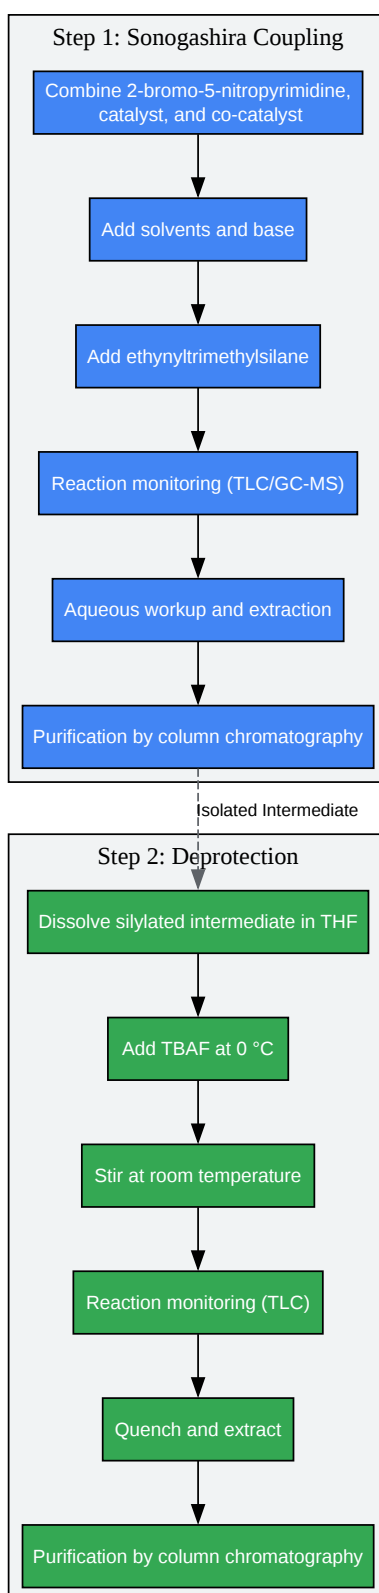 Step 1: Sonogashira Coupling
Combine 2-bromo-5-nitropyrimidine,
catalyst, and co-catalyst
Add solvents and base
Add ethynyltrimethylsilane
Reaction monitoring (TLC/GC-MS)
Aqueous workup and extraction
Purification by column chromatography
Isolated Intermediate
Step 2: Deprotection
Dissolve silylated intermediate in THF
Add TBAF at 0 °C
Stir at room temperature
Reaction monitoring (TLC)
Quench and extract
Purification by column chromatography